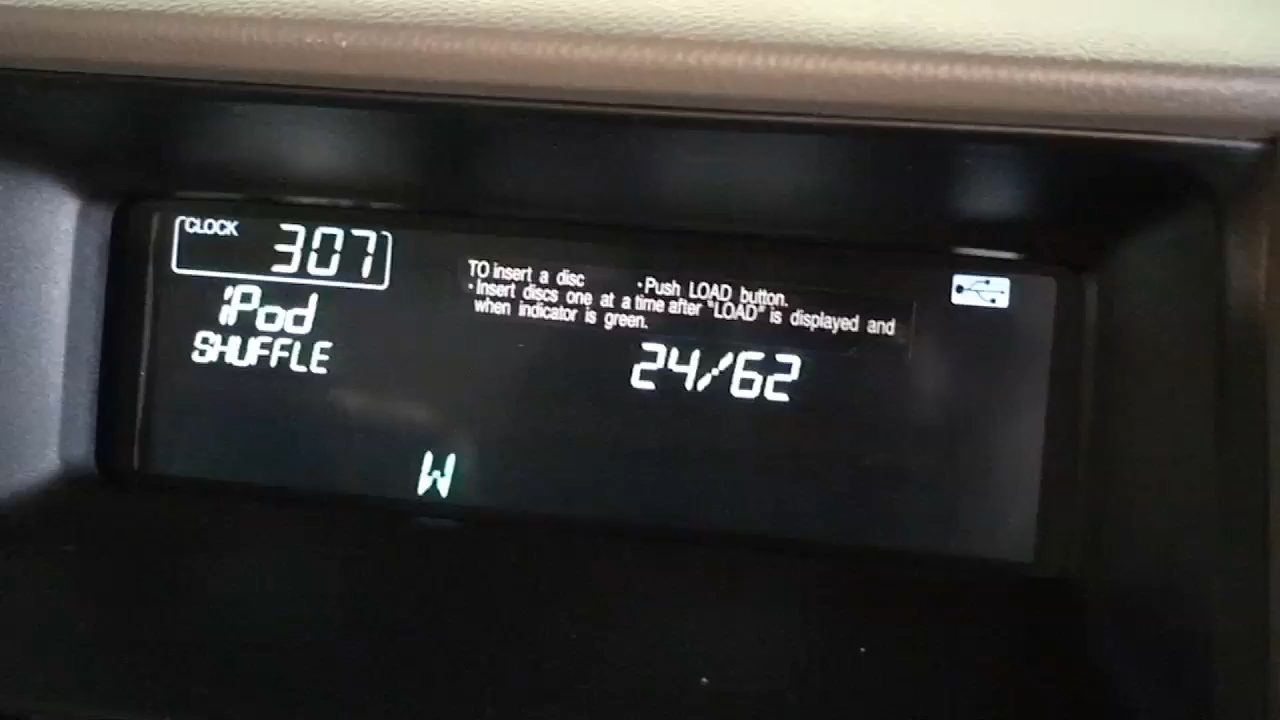 CLOCK 307
iPod
SHUFFLE
TO insert a disc •Push LOAD button.
•Insert discs one at a time after "LOAD" is displayed and
when indicator is green.
24/62
W